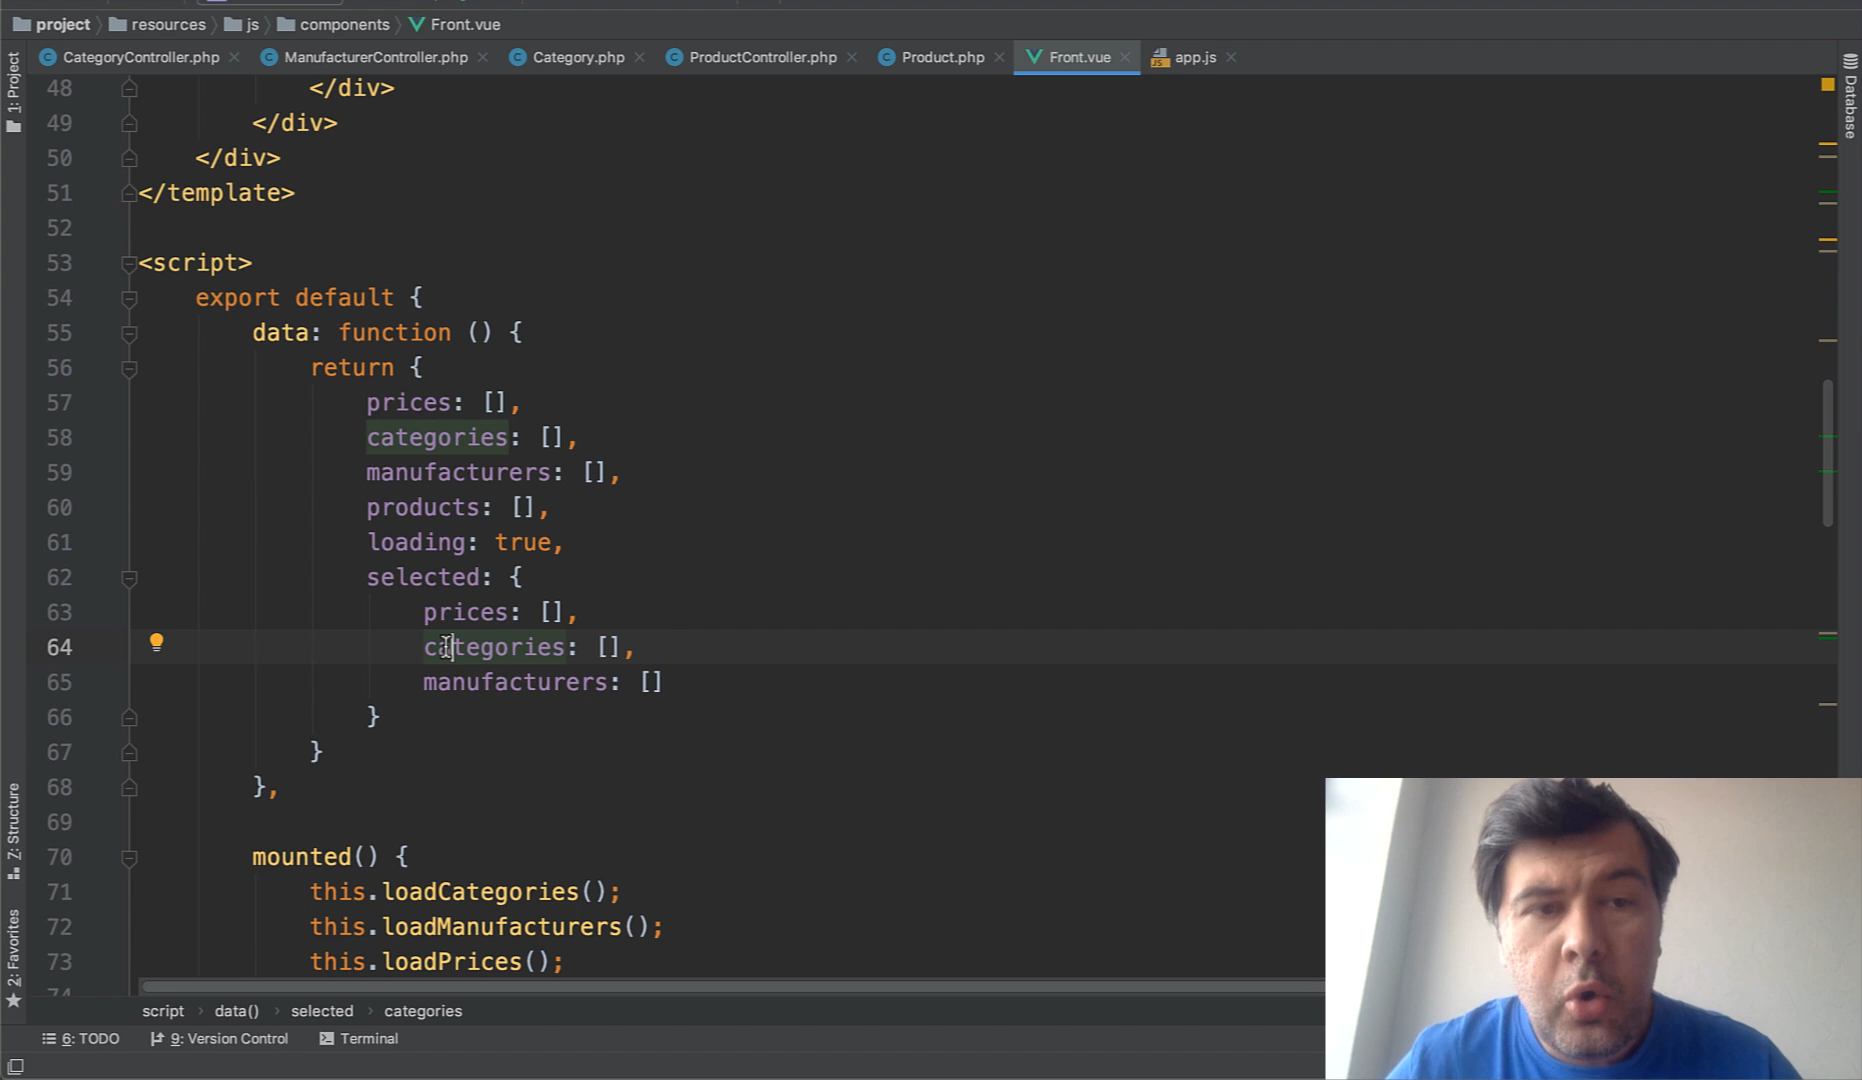 project resources js components Front.vue
CategoryController.php ManufacturerController.php Category.php ProductController.php Product.php Front.vue app.js
1: Project
Database
48 </div>
49 </div>
50 </div>
51 </template>
52
53 <script>
54 export default {
55 data: function () {
56 return {
57 prices: [],
58 categories: [],
59 manufacturers: [],
60 products: [],
61 loading: true,
62 selected: {
63 prices: [],
64 categories: [],
65 manufacturers: []
66 }
67 }
68 },
69
70 mounted() {
71 this.loadCategories();
72 this.loadManufacturers();
73 this.loadPrices();
74
Z: Structure
2: Favorites
script > data() > selected > categories
6: TODO 9: Version Control Terminal